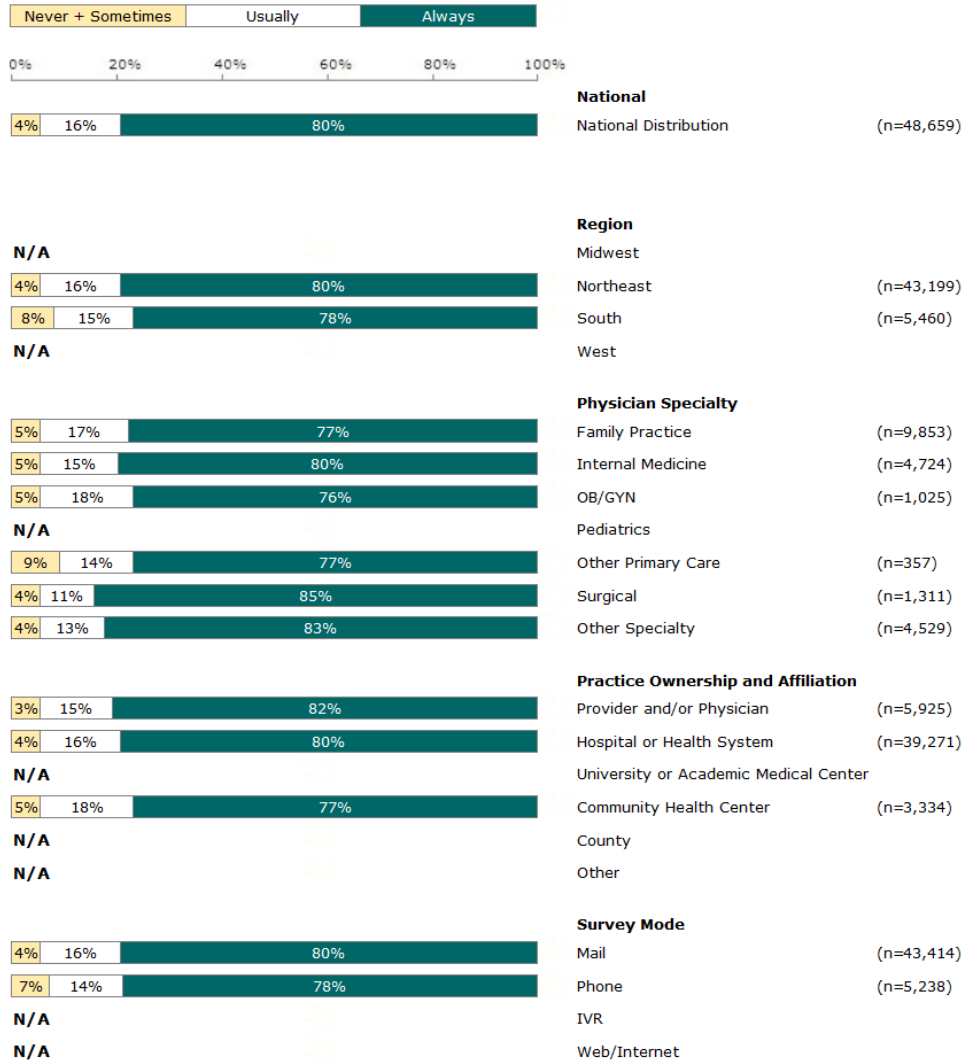 Never + Sometimes Usually Always
0% 20% 40% 60% 80% 100%
National
4% 16% 80% National Distribution (n=48,659)
Region
N/A Midwest
4% 16% 80% Northeast (n=43,199)
8% 15% 78% South (n=5,460)
N/A West
Physician Specialty
5% 17% 77% Family Practice (n=9,853)
5% 15% 80% Internal Medicine (n=4,724)
5% 18% 76% OB/GYN (n=1,025)
N/A Pediatrics
9% 14% 77% Other Primary Care (n=357)
4% 11% 85% Surgical (n=1,311)
4% 13% 83% Other Specialty (n=4,529)
Practice Ownership and Affiliation
3% 15% 82% Provider and/or Physician (n=5,925)
4% 16% 80% Hospital or Health System (n=39,271)
N/A University or Academic Medical Center
5% 18% 77% Community Health Center (n=3,334)
N/A County
N/A Other
Survey Mode
4% 16% 80% Mail (n=43,414)
7% 14% 78% Phone (n=5,238)
N/A IVR
N/A Web/Internet